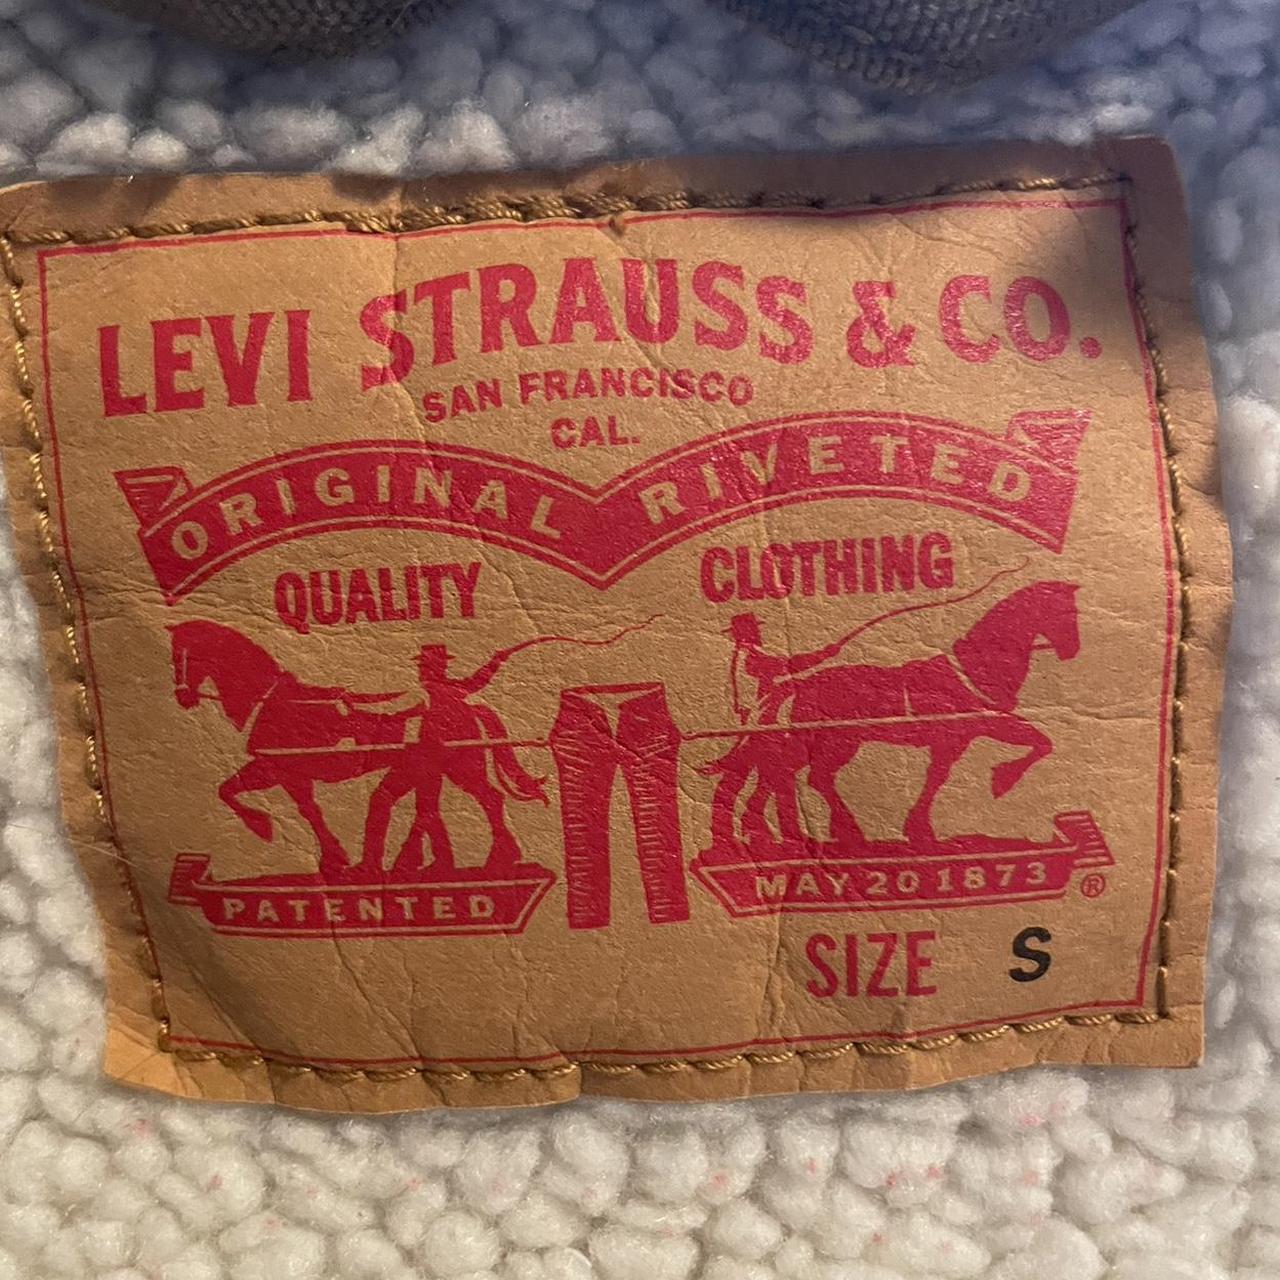 LEVI STRAUSS & CO.
SAN FRANCISCO
CAL.
ORIGINAL RIVETED
QUALITY CLOTHING
PATENTED MAY 20 1873 ®
SIZE S